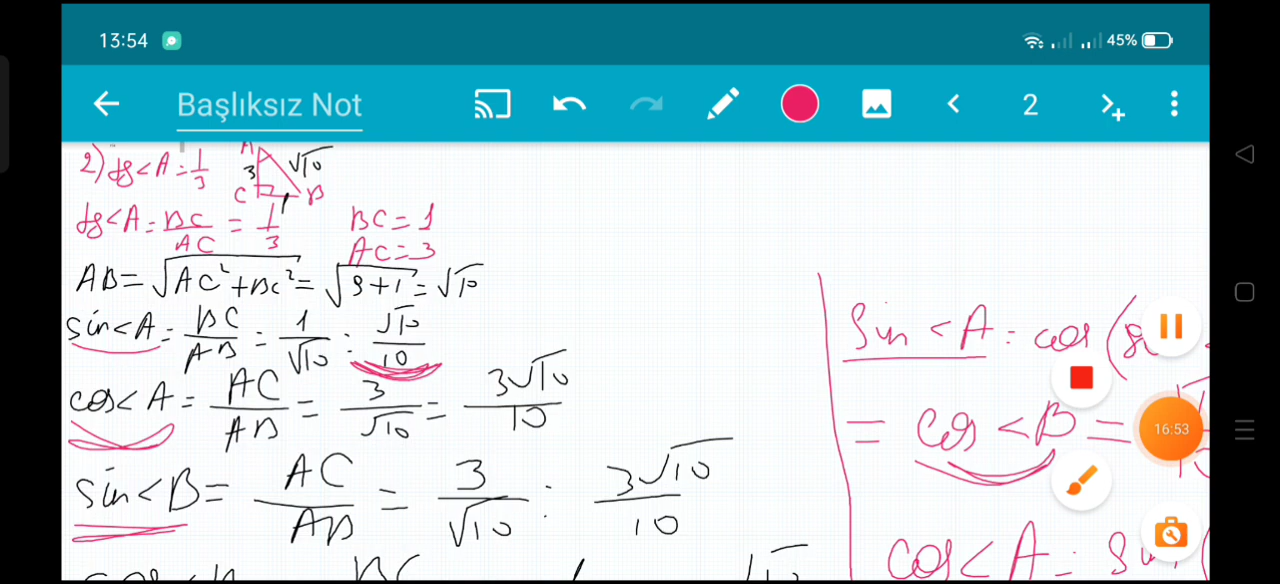 13:54 45%
Başlıksız Not 2
2) tg<A=1/3 A 3 √10 C 1 B
tg<A=BC/AC=1/3 BC=1
AC=3
AB=√AC²+BC²=√9+1=√10
sin<A=BC/AB=1/√10=√10/10
cos<A=AC/AB=3/√10=3√10/10
sin<B=AC/AB=3/√10=3√10/10
BC
Sin<A=cos(
=cos<B=
16:53
cos<A=